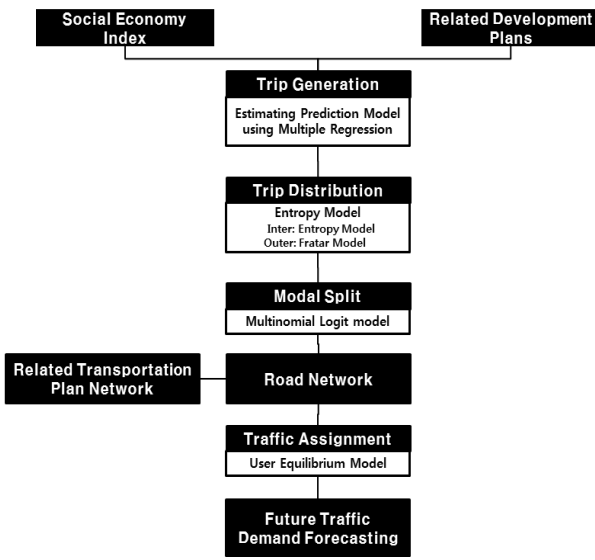 Social Economy
Index
Related Development
Plans
Trip Generation
Estimating Prediction Model
using Multiple Regression
Trip Distribution
Entropy Model
Inter: Entropy Model
Outer: Fratar Model
Modal Split
Multinomial Logit model
Related Transportation
Plan Network
Road Network
Traffic Assignment
User Equilibrium Model
Future Traffic
Demand Forecasting